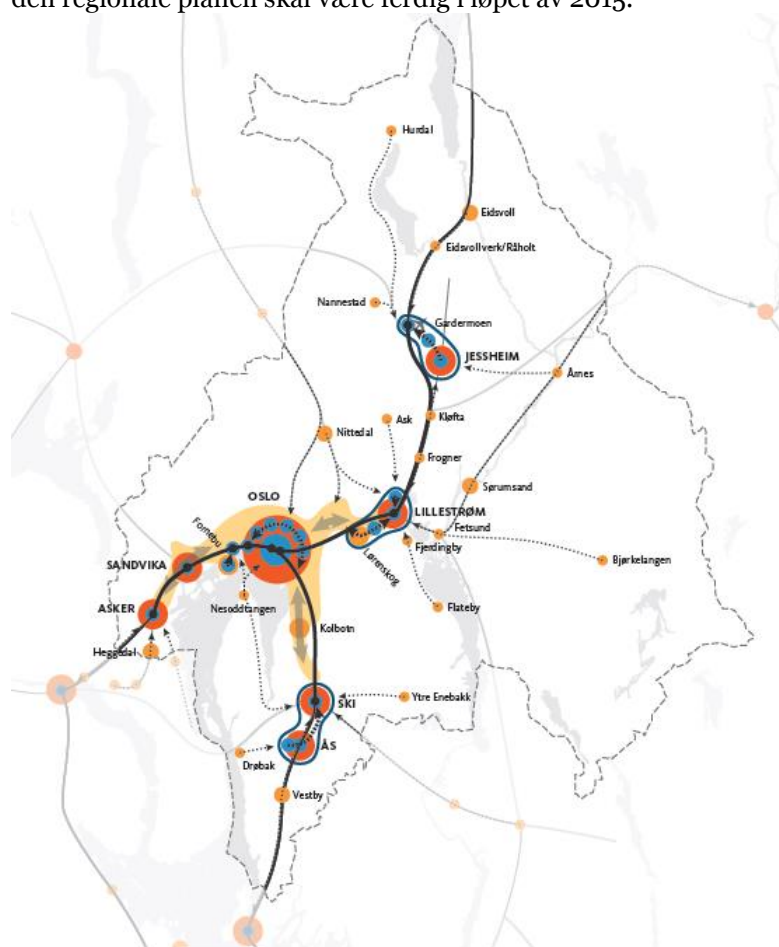 den regionale planen skal være ferdig i løpet av 2015.
Hurdal
Eidsvoll
Eidsvollverk/Råholt
Nannestad
Gardermoen
JESSHEIM
Årnes
Kløfta
Ask
Nittedal
Frogner
Sørumsand
OSLO
LILLESTRØM
Fetsund
Fornebu
Fjerdingby
Lørenskog
Bjørkelangen
SANDVIKA
ASKER
Nesoddtangen
Flateby
Kolbotn
Heggedal
Ytre Enebakk
SKI
ÅS
Drøbak
Vestby